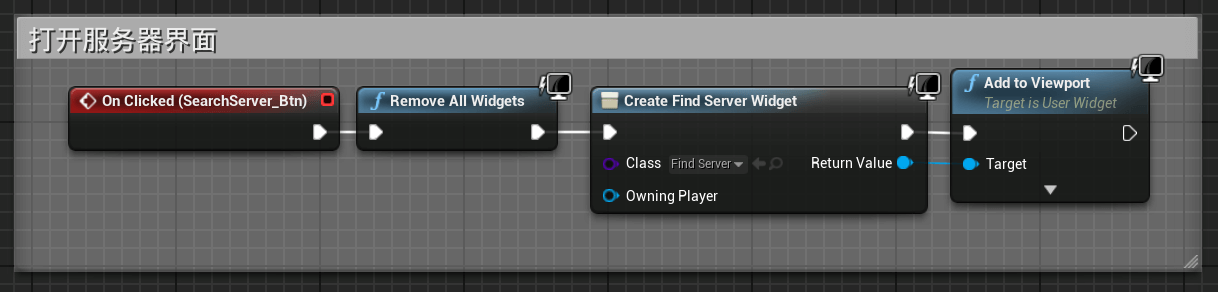 打开服务器界面
On Clicked (SearchServer_Btn)
Remove All Widgets
Create Find Server Widget
Class Find Server
Return Value
Owning Player
Add to Viewport
Target is User Widget
Target